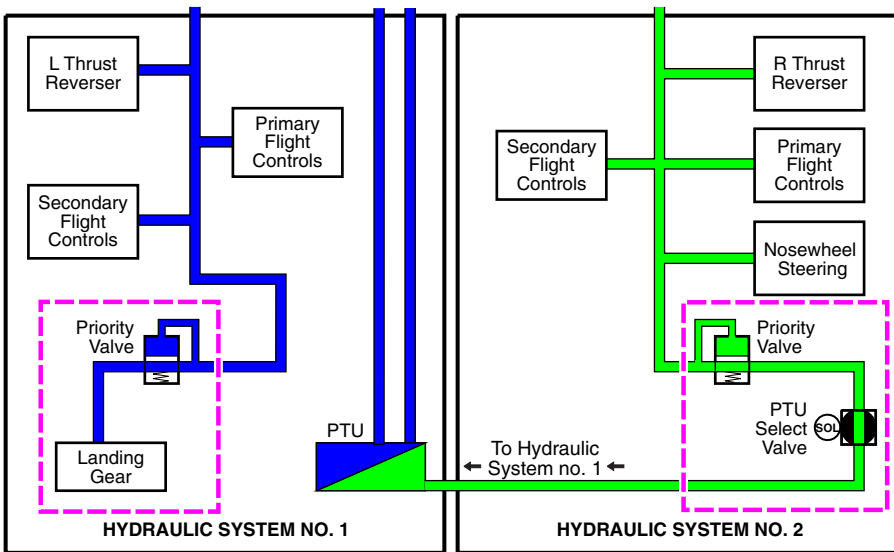 L Thrust
Reverser
Primary
Flight
Controls
Secondary
Flight
Controls
Priority
Valve
Landing
Gear
PTU
HYDRAULIC SYSTEM NO. 1
R Thrust
Reverser
Secondary
Flight
Controls
Primary
Flight
Controls
Nosewheel
Steering
Priority
Valve
PTU
Select
Valve
SOL
To Hydraulic
System no. 1
HYDRAULIC SYSTEM NO. 2